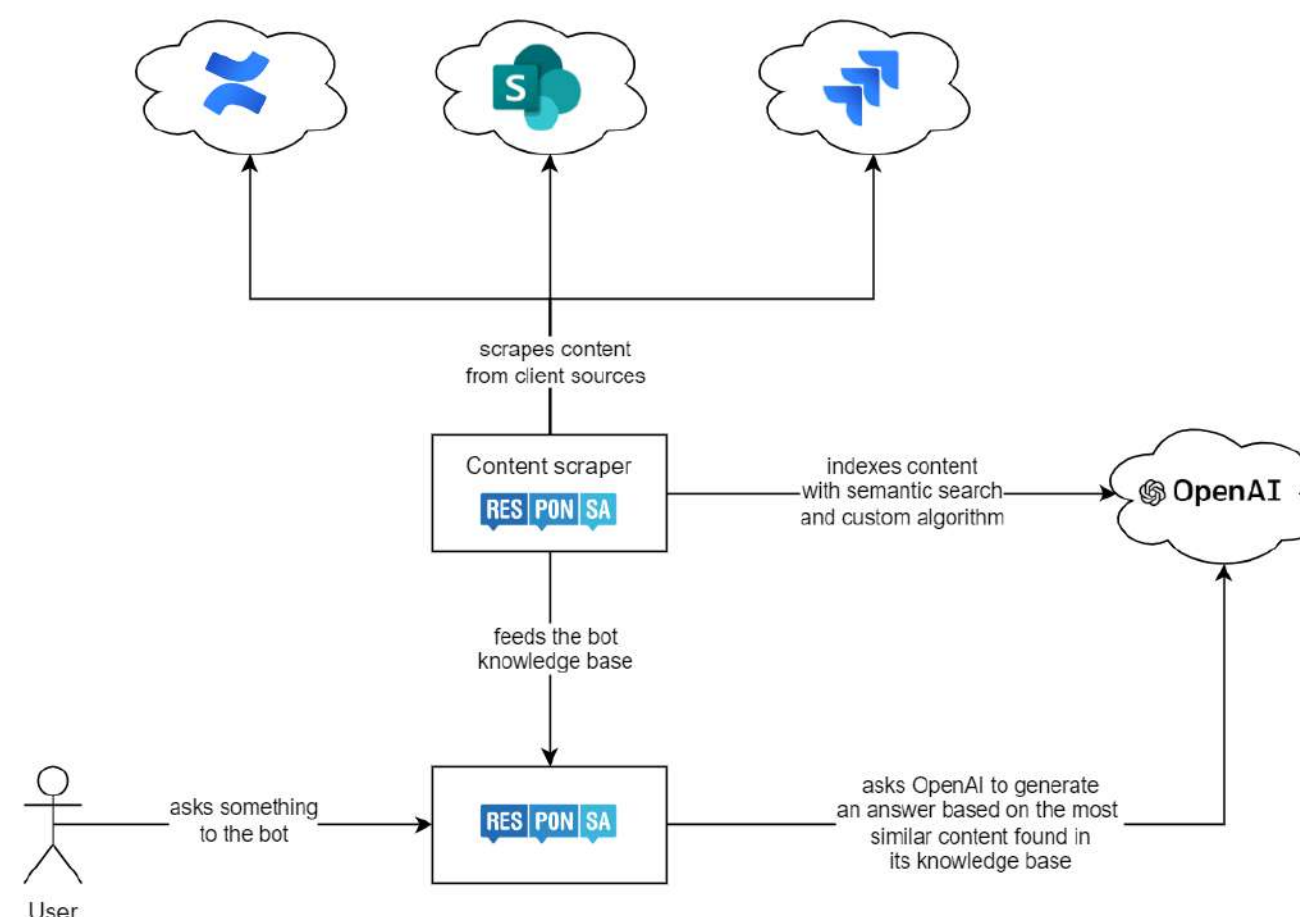 S
scrapes content
from client sources
Content scraper
RES PON SA
indexes content
with semantic search
and custom algorithm
OpenAI
feeds the bot
knowledge base
asks something
to the bot
RES PON SA
asks OpenAI to generate
an answer based on the most
similar content found in
its knowledge base
User